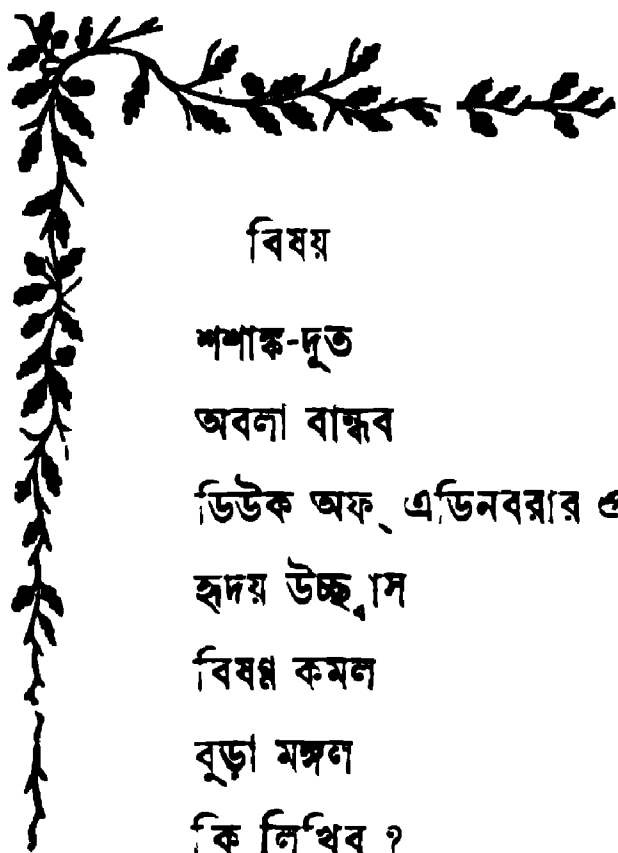 বিষয়
শশাঙ্ক-দূত
অবলা বান্ধব
ডিউক অফ্ এডিনবরার
হৃদয় উচ্ছ্বাস
বিষণ্ণ কমল
বুড়া মঙ্গল
কি লিখিব ?